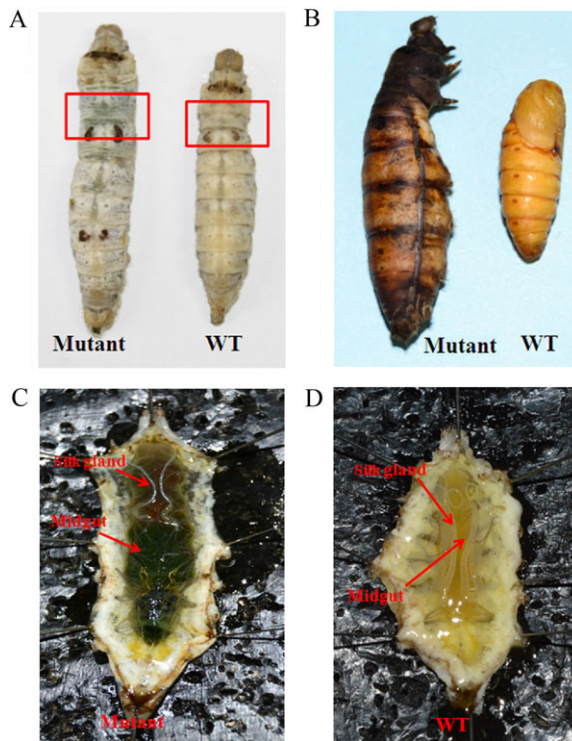 A
B
Mutant
WT
Mutant
WT
C
D
Silk gland
Midgut
Mutant
Silk gland
Midgut
WT